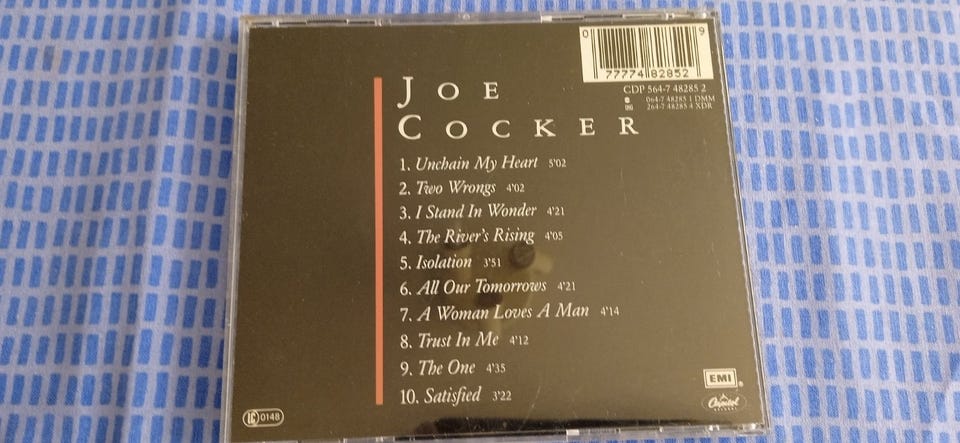 0 77774 82852 9
CDP 564-7 48285 2
064-7 48285 1 DMM
264-7 48285 4 XDR
JOE
COCKER
1. Unchain My Heart 5'02
2. Two Wrongs 4'02
3. I Stand In Wonder 4'21
4. The River's Rising 4'05
5. Isolation 3'51
6. All Our Tomorrows 4'21
7. A Woman Loves A Man 4'14
8. Trust In Me 4'12
9. The One 4'35
10. Satisfied 3'22
EMI
Capitol
LC 0148